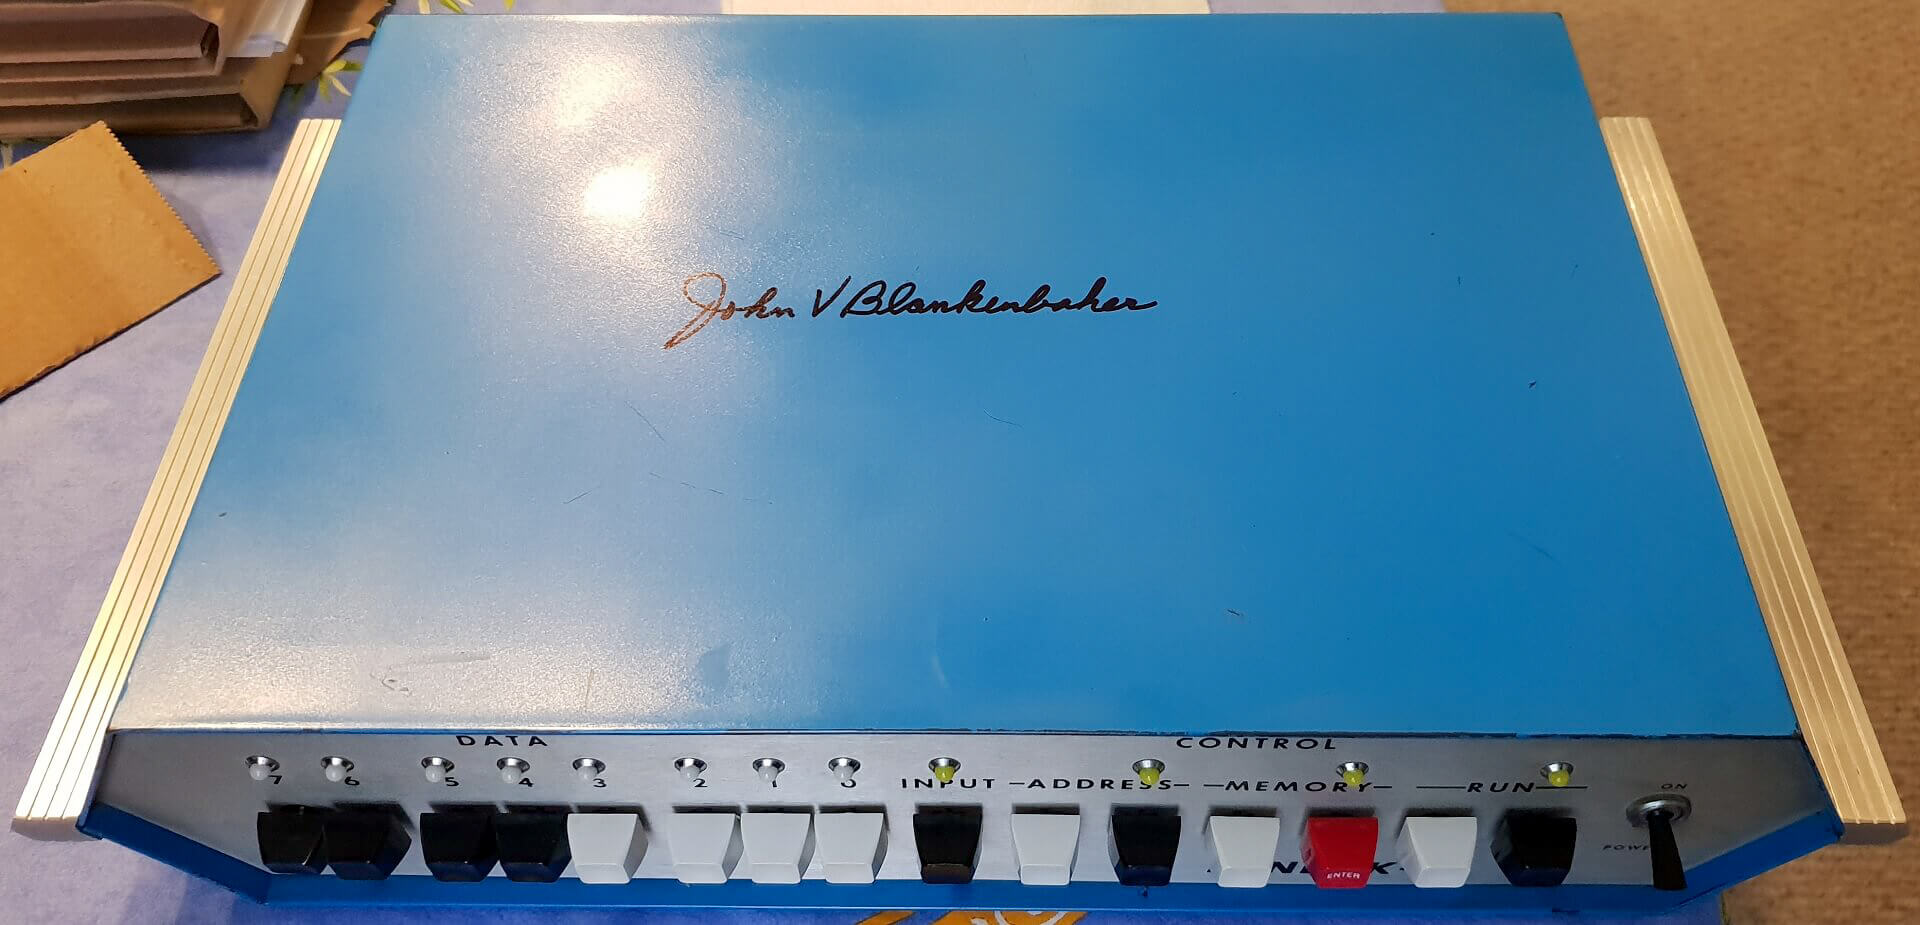 John V Blankenbaker
DATA
CONTROL
7 6 5 4 3 2 1 0 INPUT ADDRESS MEMORY RUN ON
ENTER